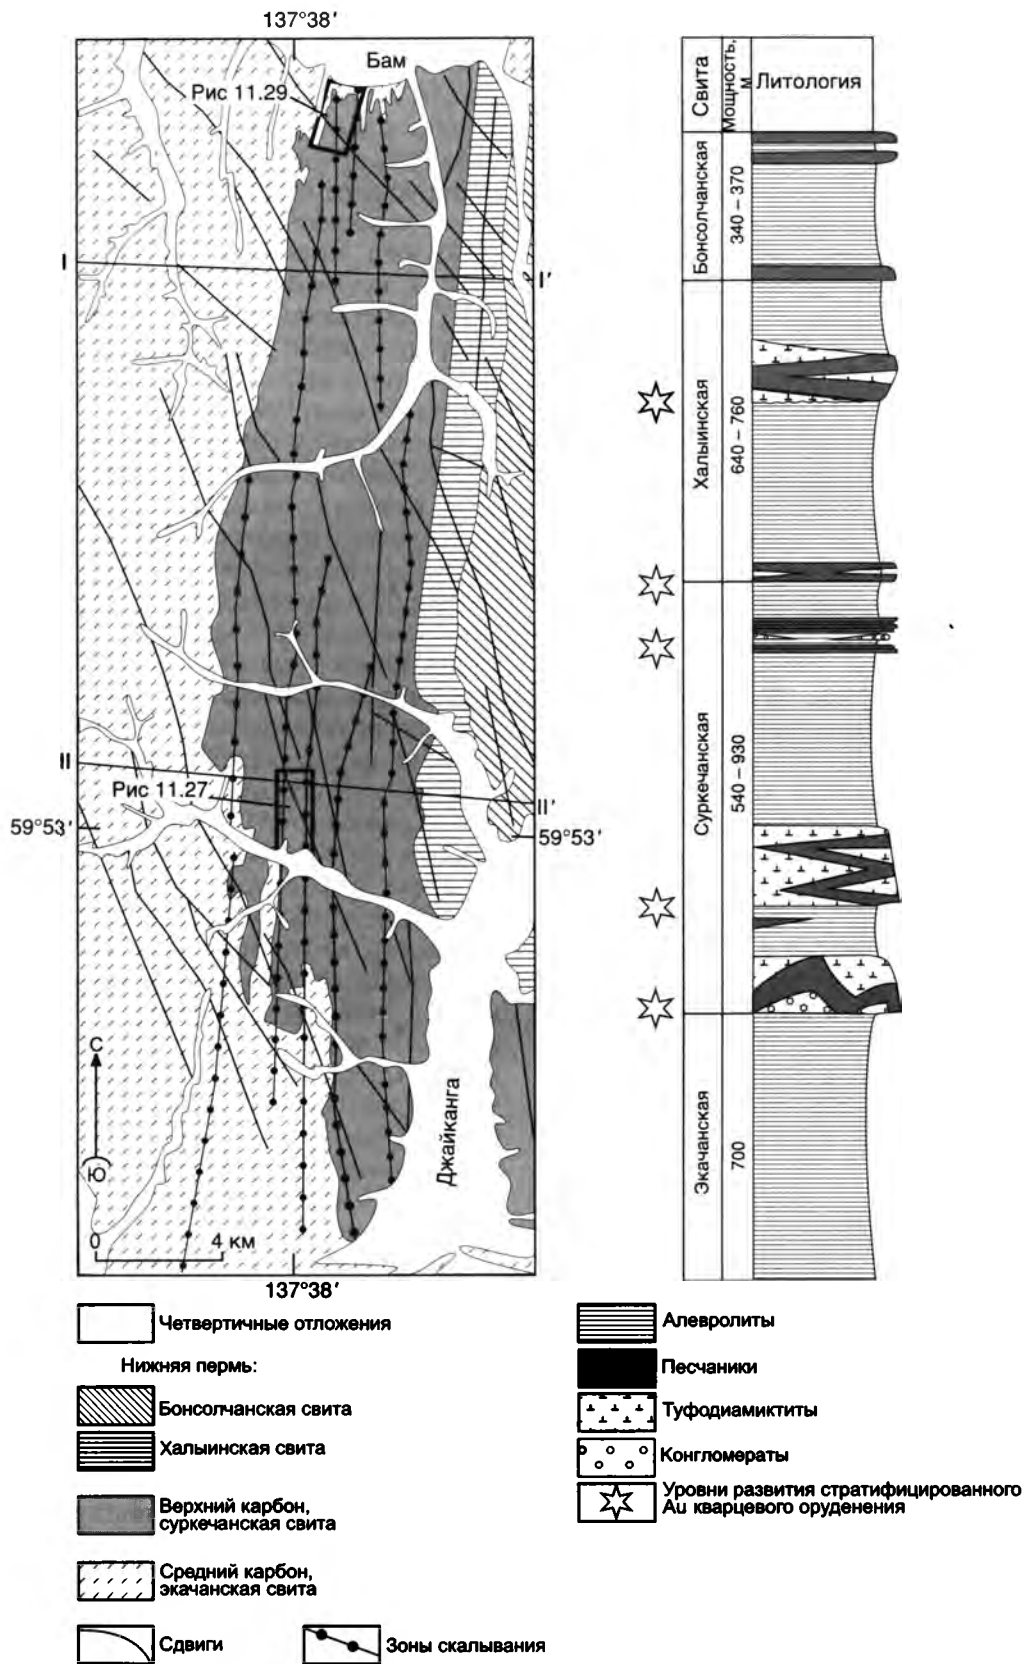 137°38'
Бам
Рис 11.29
I
I'
II
Рис 11.27
II'
59°53'
59°53'
С
Ю
0
4 км
Джайканга
137°38'
Свита
Мощность, м
Литология
Бонсолчанская
340 – 370
Халыинская
640 – 760
Суркечанская
540 – 930
Экачанская
700
Четвертичные отложения
Нижняя пермь:
Бонсолчанская свита
Халыинская свита
Верхний карбон,
суркечанская свита
Средний карбон,
экачанская свита
Сдвиги
Зоны скалывания
Алевролиты
Песчаники
Туфодиамиктиты
Конгломераты
Уровни развития стратифицированного
Au кварцевого оруденения